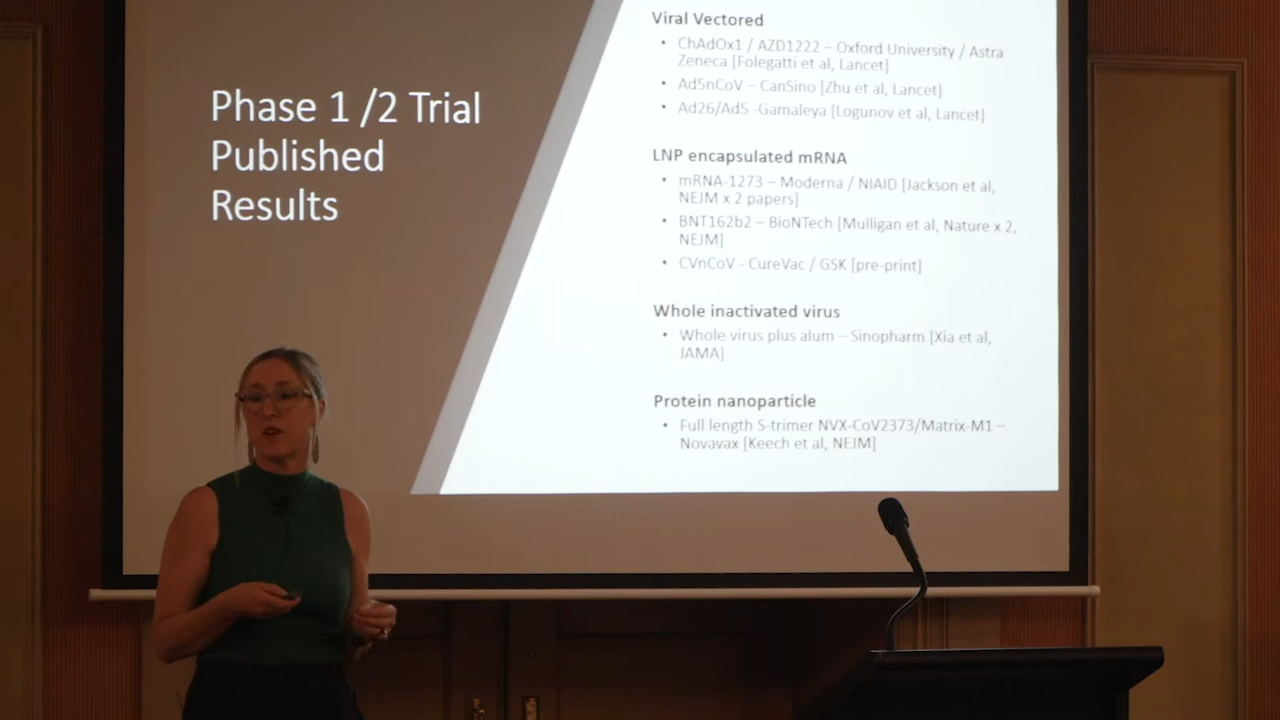 Phase 1 /2 Trial
Published
Results
Viral Vectored
• ChAdOx1 / AZD1222 – Oxford University / Astra
Zeneca [Folegatti et al, Lancet]
• Ad5nCoV – CanSino [Zhu et al, Lancet]
• Ad26/Ad5 -Gamaleya [Logunov et al, Lancet]
LNP encapsulated mRNA
• mRNA-1273 – Moderna / NIAID [Jackson et al,
NEJM x 2 papers]
• BNT162b2 – BioNTech [Mulligan et al, Nature x 2,
NEJM]
• CVnCoV - CureVac / GSK [pre-print]
Whole inactivated virus
• Whole virus plus alum – Sinopharm [Xia et al,
JAMA]
Protein nanoparticle
• Full length S-trimer NVX-CoV2373/Matrix-M1 –
Novavax [Keech et al, NEJM]